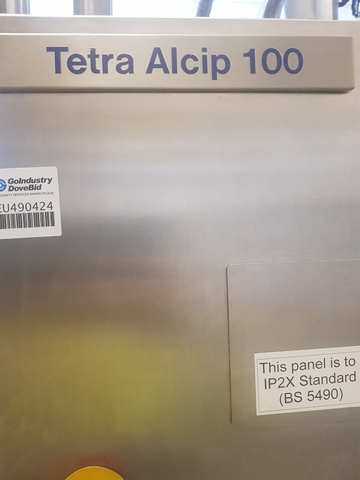 Tetra Alcip 100
GoIndustry
DoveBid
EU490424
This panel is to
IP2X Standard
(BS 5490)